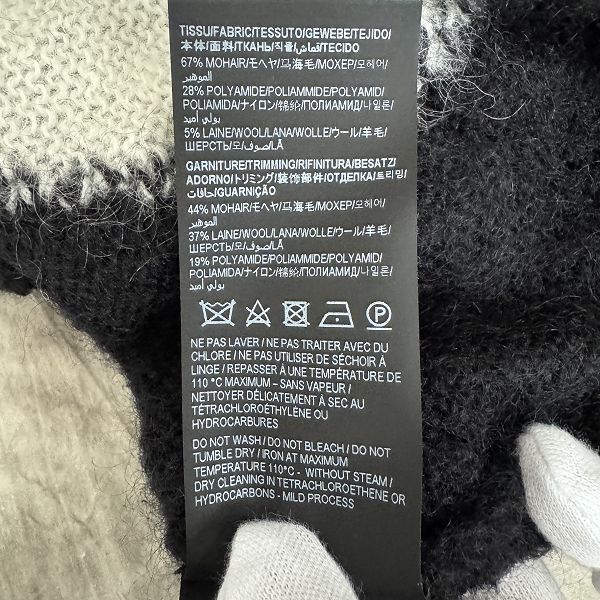 TISSU/FABRIC/TESSUTO/GEWEBE/TEJIDO/
本体/面料/ТКАНЬ/직물/قماش/TECIDO
67% MOHAIR/モヘヤ/马海毛/МОХЕР/모헤어/
الموهير
28% POLYAMIDE/POLIAMMIDE/POLYAMID/
POLIAMIDA/ナイロン/锦纶/ПОЛИАМИД/나일론/
بولي أميد
5% LAINE/WOOL/LANA/WOLLE/ウール/羊毛/
ШЕРСТЬ/모/صوف/LÃ
GARNITURE/TRIMMING/RIFINITURA/BESATZ/
ADORNO/トリミング/装饰部件/ОТДЕЛКА/트리밍/
حافات/GUARNIÇÃO
44% MOHAIR/モヘヤ/马海毛/МОХЕР/모헤어/
الموهير
37% LAINE/WOOL/LANA/WOLLE/ウール/羊毛/
ШЕРСТЬ/모/صوف/LÃ
19% POLYAMIDE/POLIAMMIDE/POLYAMID/
POLIAMIDA/ナイロン/锦纶/ПОЛИАМИД/나일론/
بولي أميد
P
NE PAS LAVER / NE PAS TRAITER AVEC DU
CHLORE / NE PAS UTILISER DE SÉCHOIR À
LINGE / REPASSER À UNE TEMPÉRATURE DE
110 °C MAXIMUM – SANS VAPEUR /
NETTOYER DÉLICATEMENT À SEC AU
TÉTRACHLOROÉTHYLÈNE OU
HYDROCARBURES
DO NOT WASH / DO NOT BLEACH / DO NOT
TUMBLE DRY / IRON AT MAXIMUM
TEMPERATURE 110°C - WITHOUT STEAM /
DRY CLEANING IN TETRACHLOROETHENE OR
HYDROCARBONS - MILD PROCESS